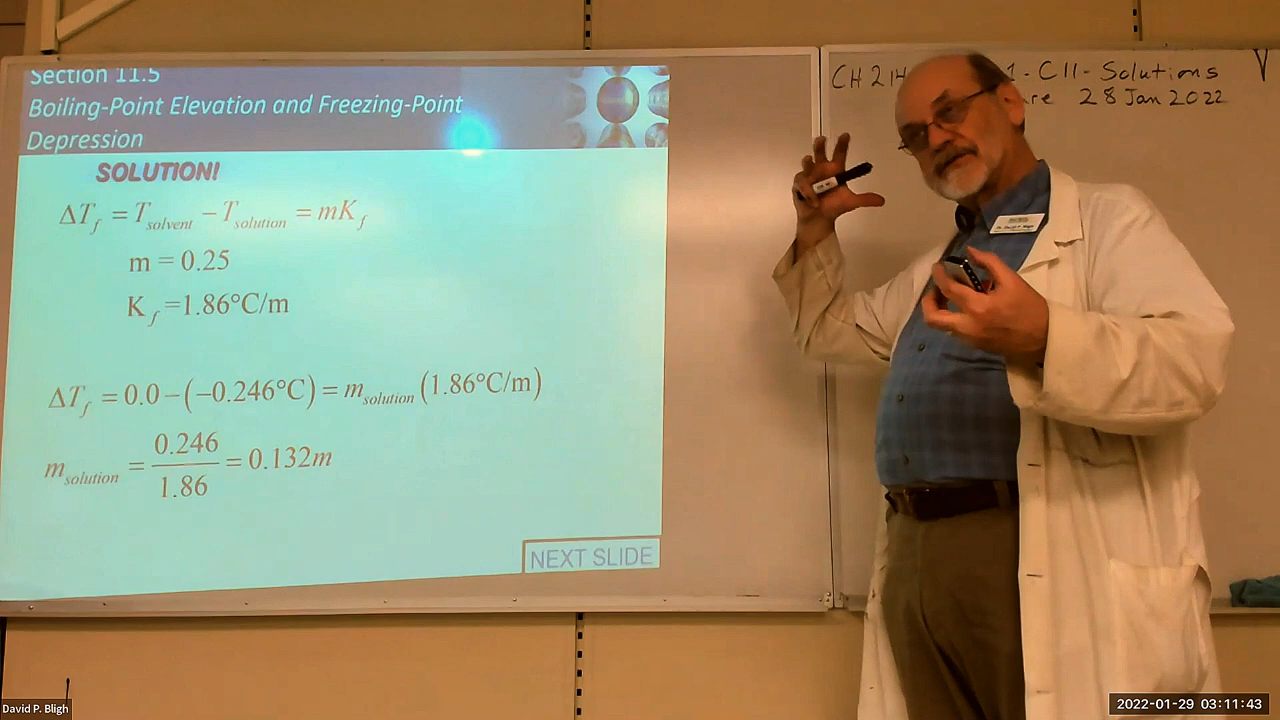 Section 11.5
Boiling-Point Elevation and Freezing-Point
Depression
SOLUTION!
ΔT_f = T_solvent − T_solution = mK_f
m = 0.25
K_f =1.86°C/m
ΔT_f = 0.0 − (−0.246°C) = m_solution (1.86°C/m)
m_solution = 0.246/1.86 = 0.132m
NEXT SLIDE
CH 214 1 - C11 - Solutions
28 Jan 2022
David P. Bligh
2022-01-29 03:11:43